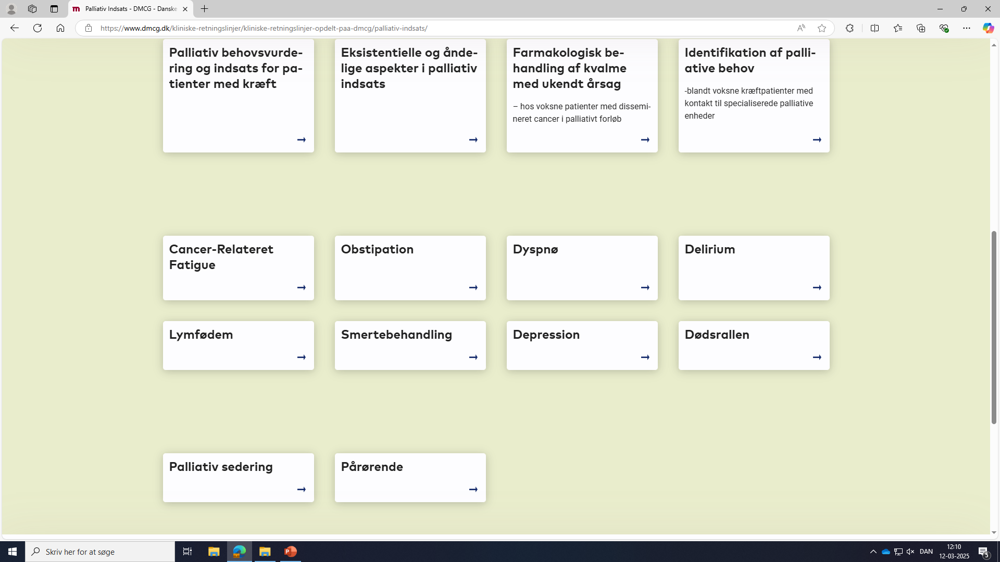 Palliativ Indsats - DMCG - Danske
https://www.dmcg.dk/kliniske-retningslinjer/kliniske-retningslinjer-opdelt-paa-dmcg/palliativ-indsats/
Palliativ behovsvurde-
ring og indsats for pa-
tienter med kræft
Eksistentielle og ånde-
lige aspekter i palliativ
indsats
Farmakologisk be-
handling af kvalme
med ukendt årsag
– hos voksne patienter med dissemi-
neret cancer i palliativt forløb
Identifikation af palli-
ative behov
-blandt voksne kræftpatienter med
kontakt til specialiserede palliative
enheder
Cancer-Relateret
Fatigue
Obstipation
Dyspnø
Delirium
Lymfødem
Smertebehandling
Depression
Dødsrallen
Palliativ sedering
Pårørende
Skriv her for at søge
DAN
12:10
12-03-2025
5